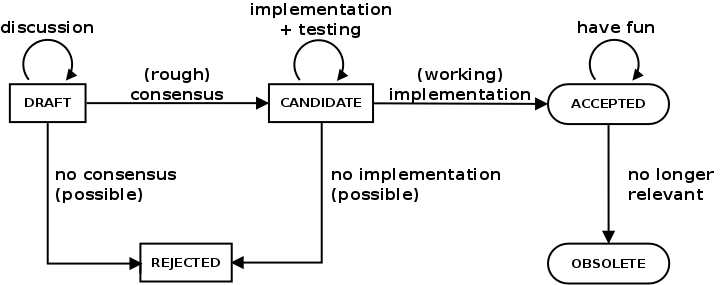 discussion
implementation
+ testing
have fun
(rough)
consensus
(working)
implementation
DRAFT
CANDIDATE
ACCEPTED
no consensus
(possible)
no implementation
(possible)
no longer
relevant
REJECTED
OBSOLETE